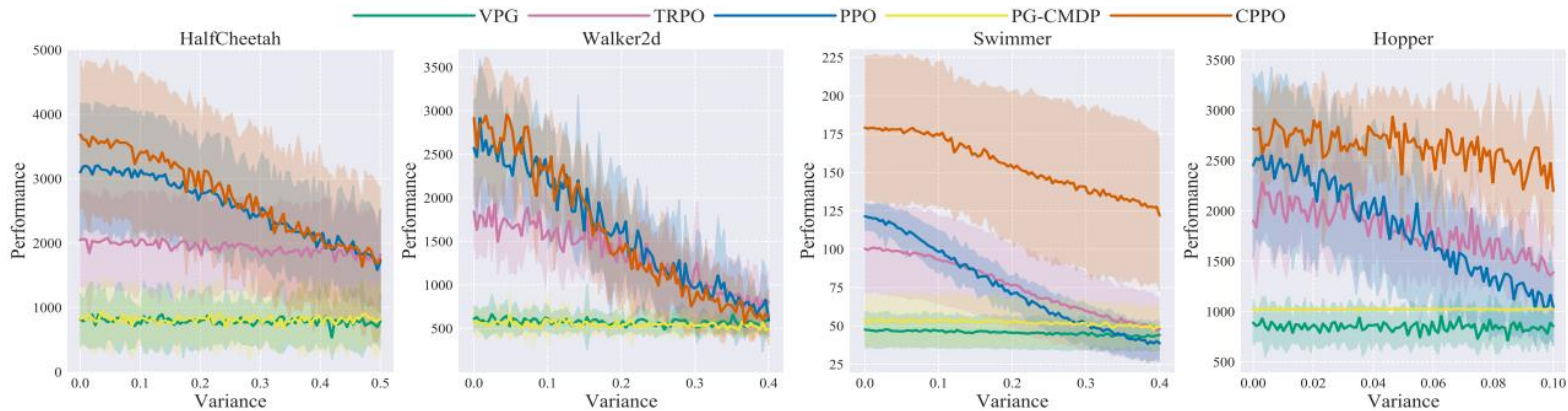 VPG TRPO PPO PG-CMDP CPPO
HalfCheetah Walker2d Swimmer Hopper
Performance
5000
4000
3000
2000
1000
0
0.0 0.1 0.2 0.3 0.4 0.5
Variance
Performance
3500
3000
2500
2000
1500
1000
500
0.0 0.1 0.2 0.3 0.4
Variance
Performance
225
200
175
150
125
100
75
50
25
0.0 0.1 0.2 0.3 0.4
Variance
Performance
3500
3000
2500
2000
1500
1000
500
0.00 0.02 0.04 0.06 0.08 0.10
Variance